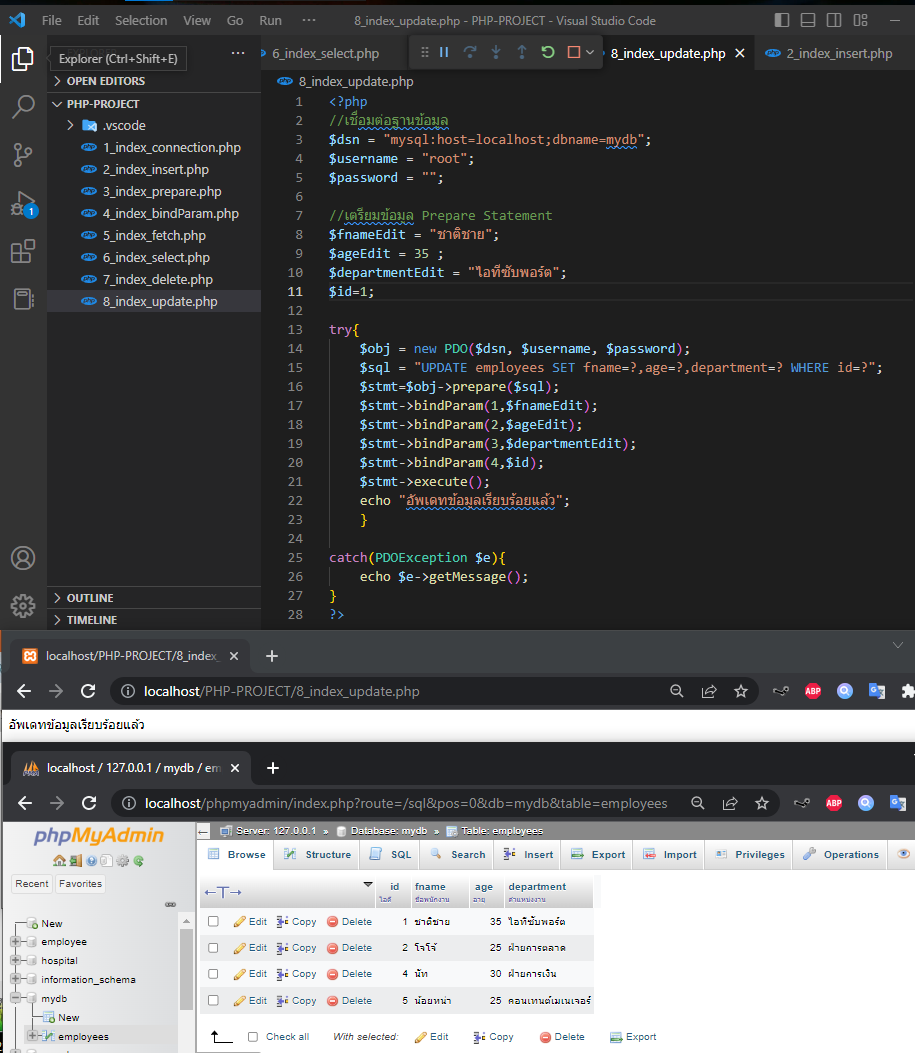 File Edit Selection View Go Run ··· 8_index_update.php - PHP-PROJECT - Visual Studio Code
Explorer (Ctrl+Shift+E)
6_index_select.php 8_index_update.php 2_index_insert.php
OPEN EDITORS
PHP-PROJECT
.vscode
1_index_connection.php
2_index_insert.php
3_index_prepare.php
4_index_bindParam.php
5_index_fetch.php
6_index_select.php
7_index_delete.php
8_index_update.php
1
OUTLINE
TIMELINE
8_index_update.php
1 <?php
2 //เชื่อมต่อฐานข้อมูล
3 $dsn = "mysql:host=localhost;dbname=mydb";
4 $username = "root";
5 $password = "";
6
7 //เตรียมข้อมูล Prepare Statement
8 $fnameEdit = "ชาติชาย";
9 $ageEdit = 35 ;
10 $departmentEdit = "ไอทีซัพพอร์ต";
11 $id=1;
12
13 try{
14 $obj = new PDO($dsn, $username, $password);
15 $sql = "UPDATE employees SET fname=?,age=?,department=? WHERE id=?";
16 $stmt=$obj->prepare($sql);
17 $stmt->bindParam(1,$fnameEdit);
18 $stmt->bindParam(2,$ageEdit);
19 $stmt->bindParam(3,$departmentEdit);
20 $stmt->bindParam(4,$id);
21 $stmt->execute();
22 echo "อัพเดทข้อมูลเรียบร้อยแล้ว";
23 }
24
25 catch(PDOException $e){
26 echo $e->getMessage();
27 }
28 ?>
localhost/PHP-PROJECT/8_index_
localhost/PHP-PROJECT/8_index_update.php
ABP
อัพเดทข้อมูลเรียบร้อยแล้ว
localhost / 127.0.0.1 / mydb / em
localhost/phpmyadmin/index.php?route=/sql&pos=0&db=mydb&table=employees
ABP
phpMyAdmin
Recent Favorites
New
employee
hospital
information_schema
mydb
New
employees
Server: 127.0.0.1 » Database: mydb » Table: employees
Browse Structure SQL Search Insert Export Import Privileges Operations
id fname age department
ไอดี ชื่อพนักงาน อายุ ตำแหน่งงาน
Edit Copy Delete 1 ชาติชาย 35 ไอทีซัพพอร์ต
Edit Copy Delete 2 โจโจ้ 25 ฝ่ายการตลาด
Edit Copy Delete 4 นัท 30 ฝ่ายการเงิน
Edit Copy Delete 5 น้อยหน่า 25 คอนเทนต์เมเนเจอร์
Check all With selected: Edit Copy Delete Export